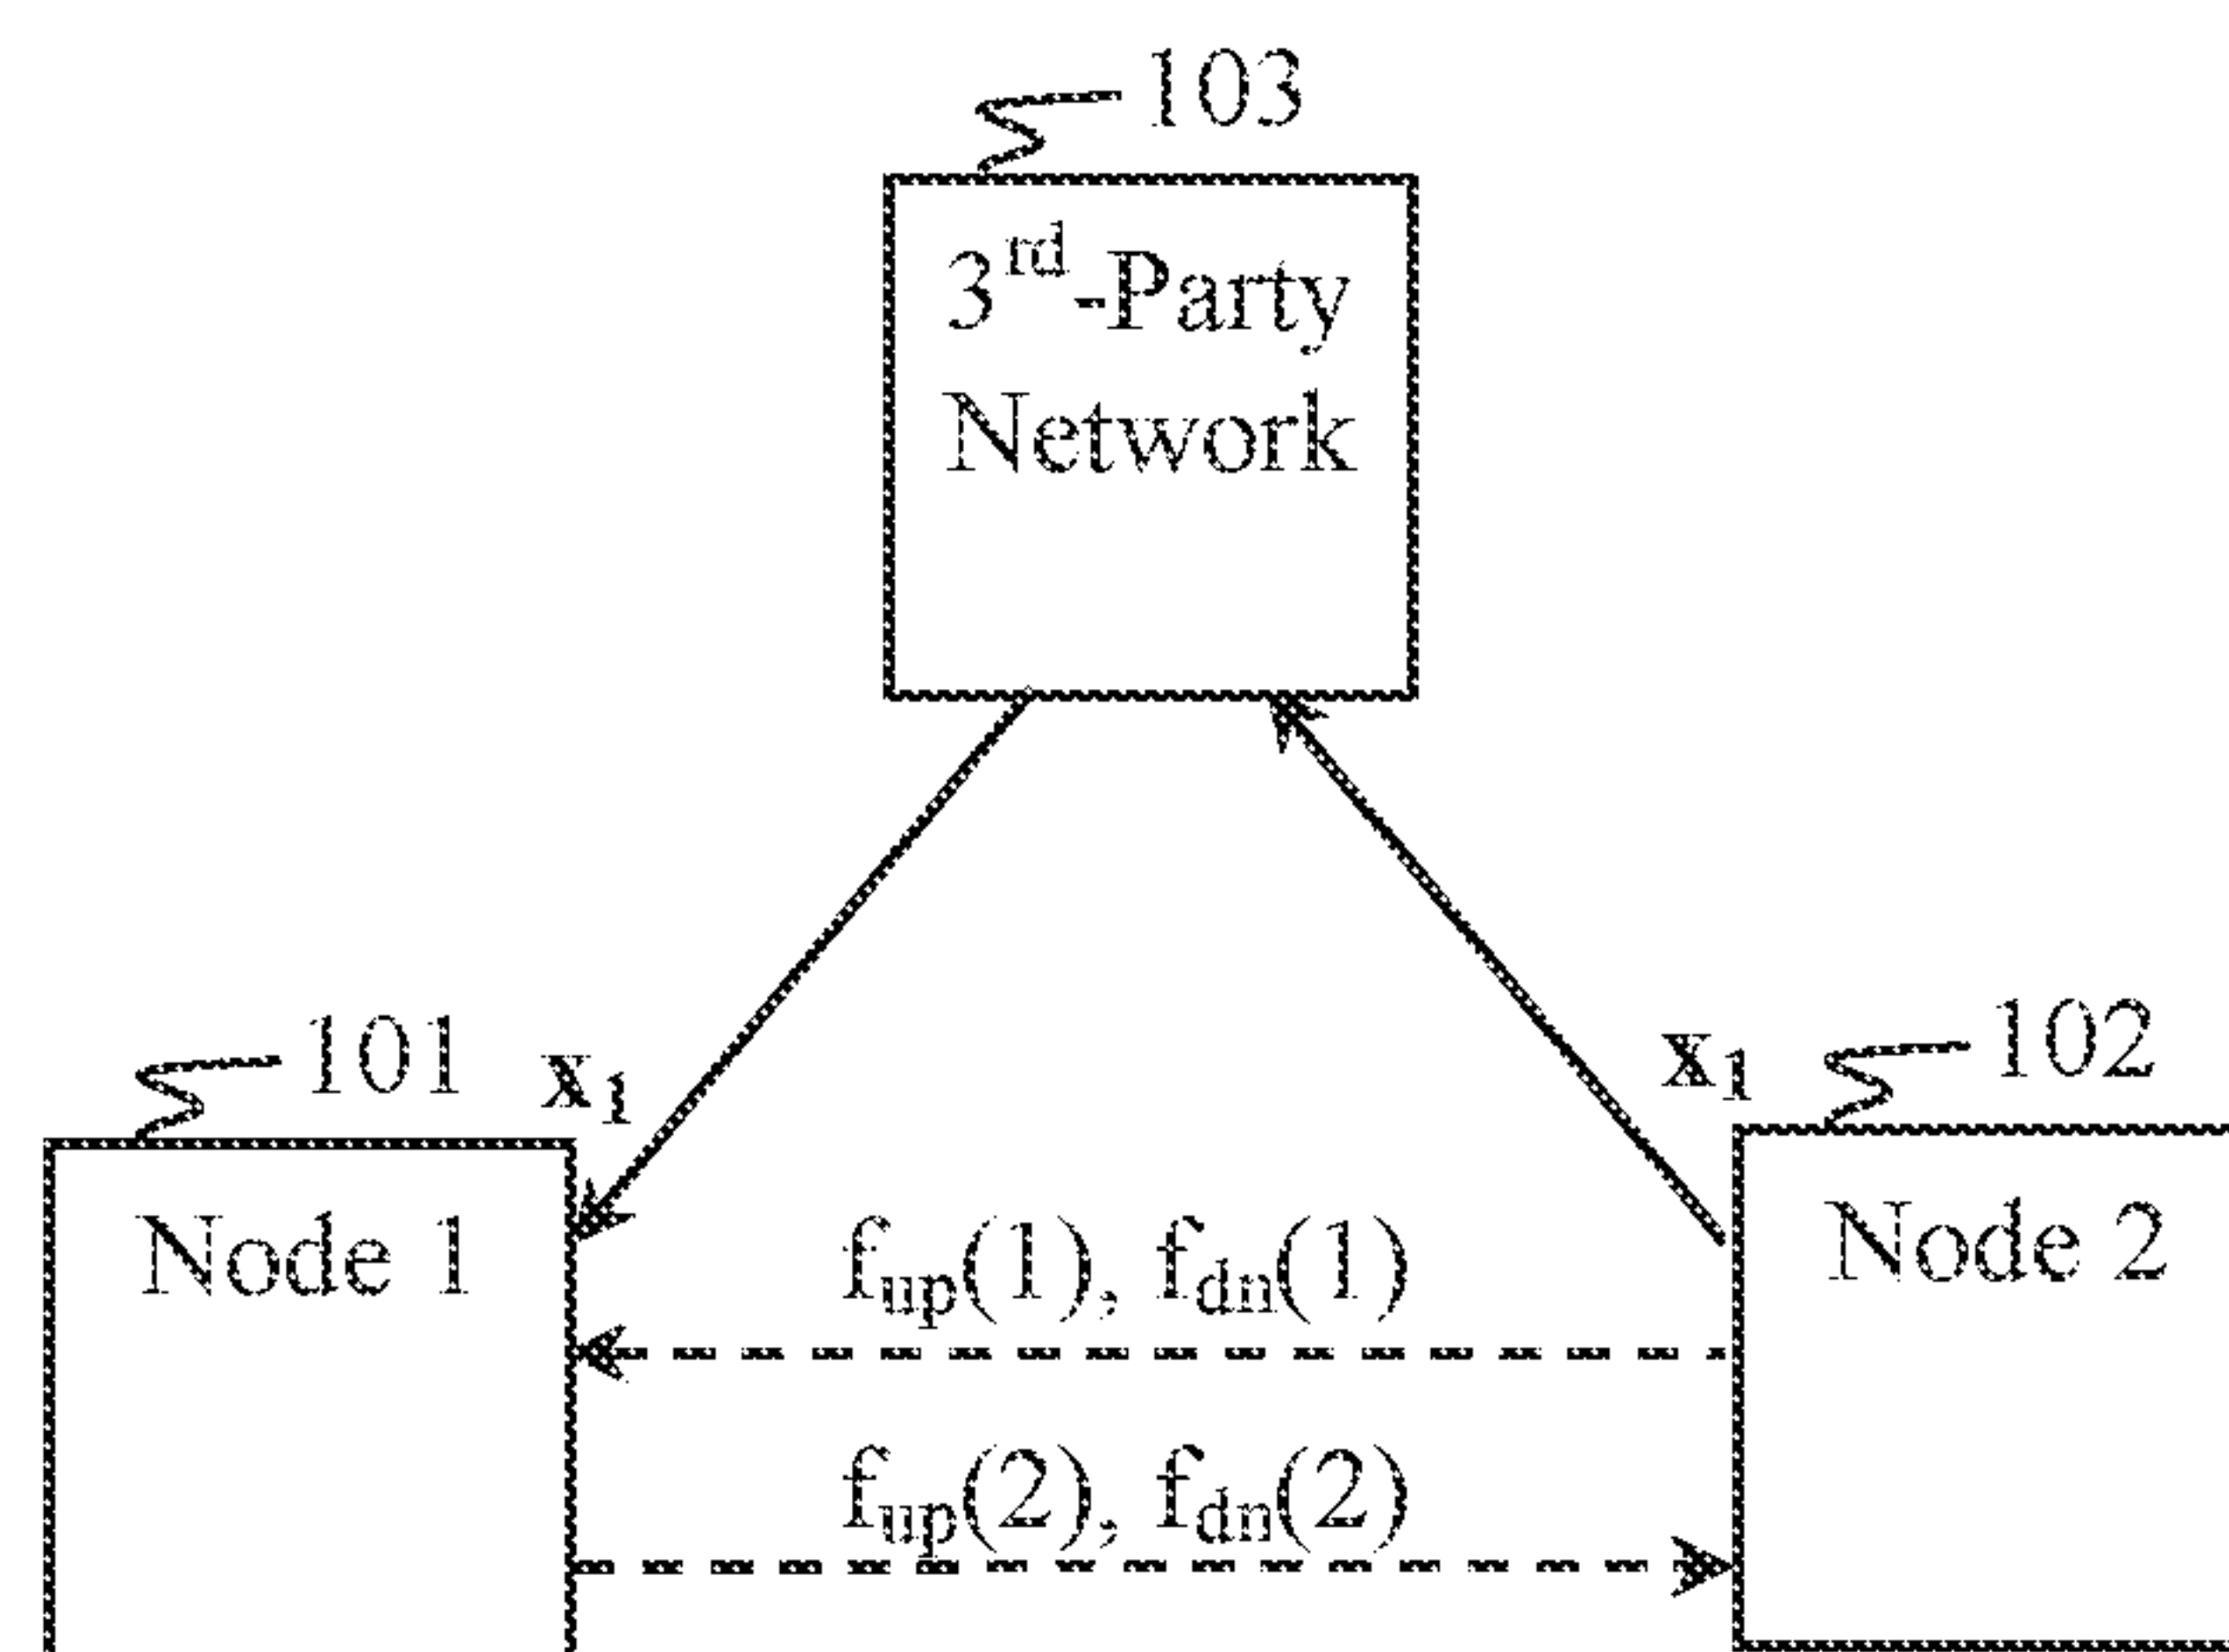 103
3rd-Party
Network
101
x1
x1
102
Node 1
fup(1), fdn(1)
Node 2
fup(2), fdn(2)